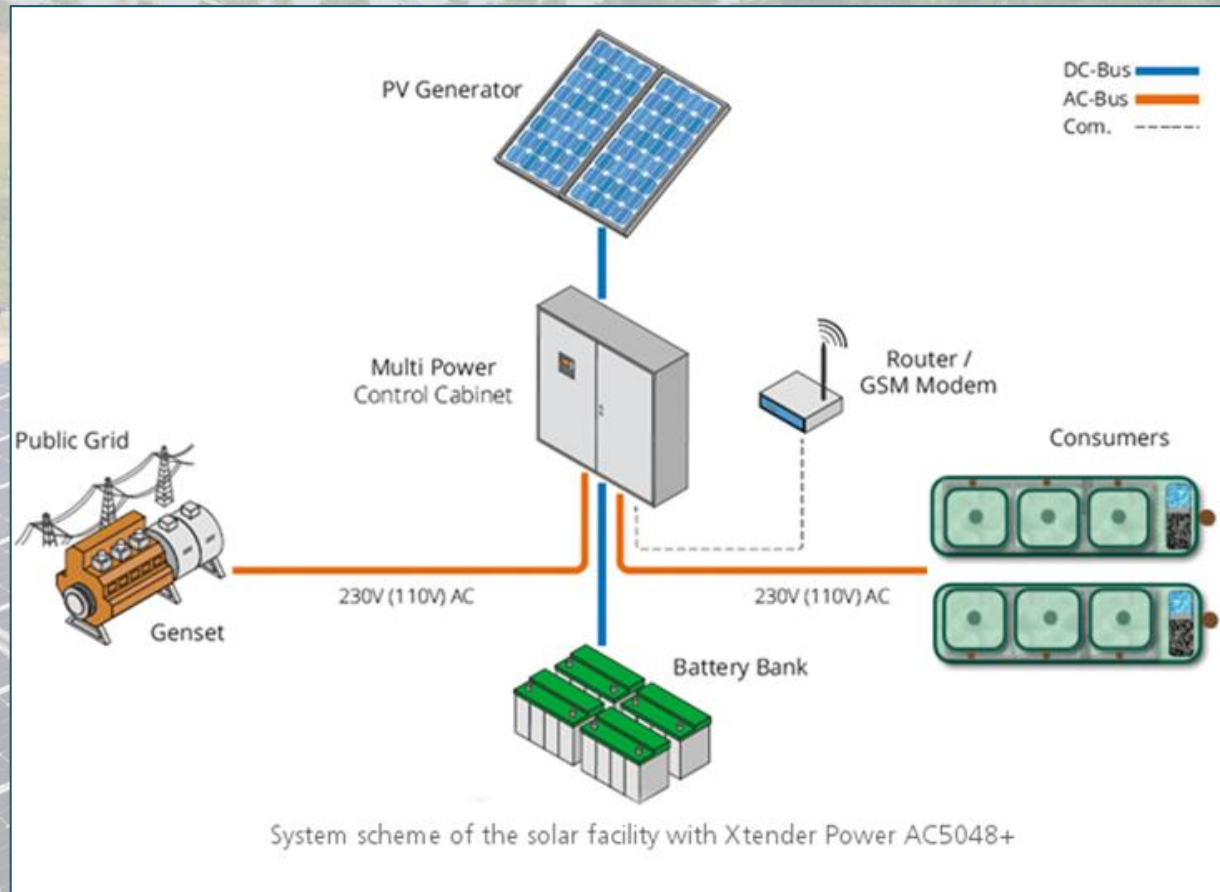 PV Generator
DC-Bus
AC-Bus
Com.
Multi Power
Control Cabinet
Router /
GSM Modem
Public Grid
Consumers
230V (110V) AC
230V (110V) AC
Genset
Battery Bank
System scheme of the solar facility with Xtender Power AC5048+